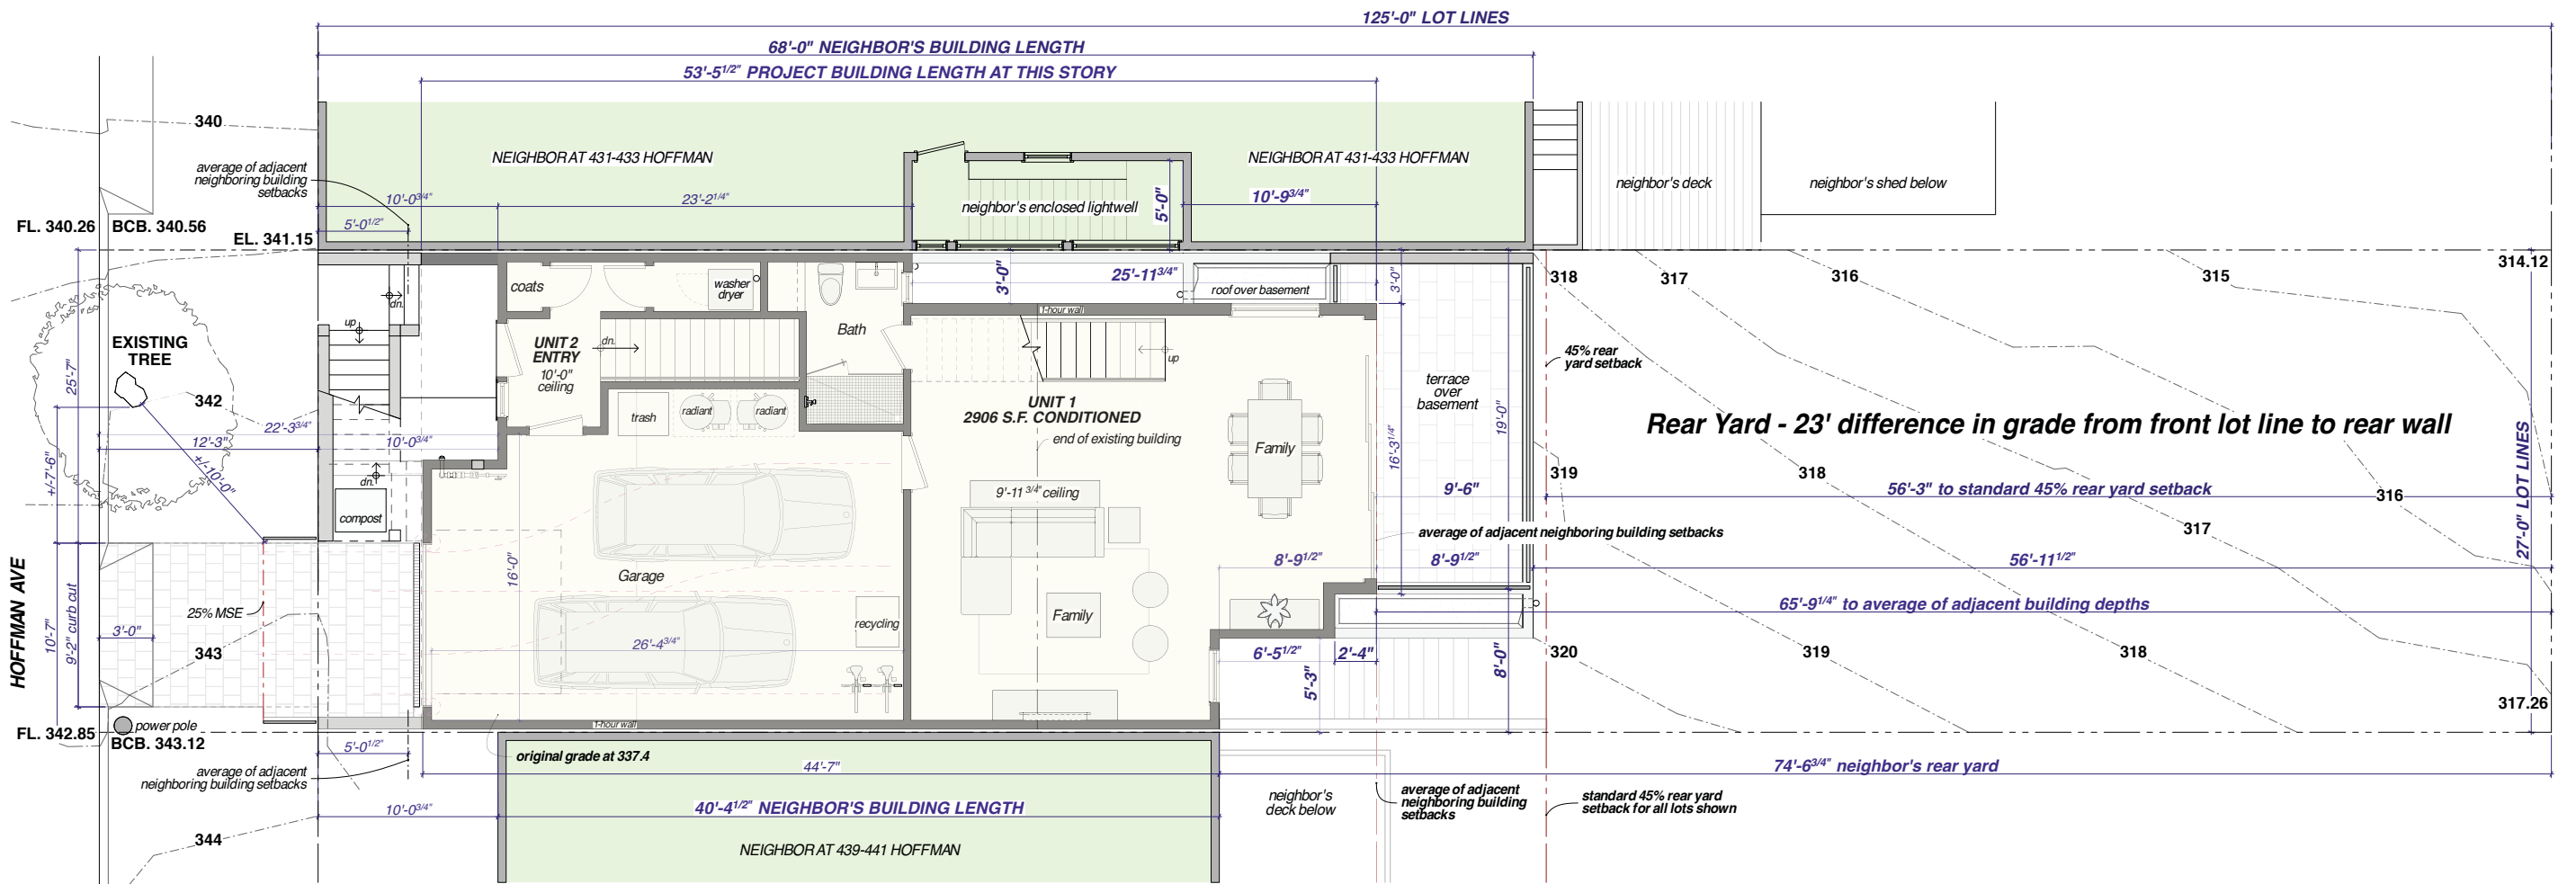 125'-0" LOT LINES
68'-0" NEIGHBOR'S BUILDING LENGTH
53'-5 1/2" PROJECT BUILDING LENGTH AT THIS STORY
340
average of adjacent
neighboring building
setbacks
NEIGHBOR AT 431-433 HOFFMAN
NEIGHBOR AT 431-433 HOFFMAN
neighbor's deck
neighbor's shed below
10'-0 3/4"
23'-2 1/4"
neighbor's enclosed lightwell
5'-0"
10'-9 3/4"
FL. 340.26
BCB. 340.56
5'-0 1/2"
EL. 341.15
314.12
coats
washer
dryer
3'-0"
25'-11 3/4"
3'-0"
roof over basement
318
317
316
315
dn.
up
1-hour wall
Bath
EXISTING
TREE
UNIT 2
ENTRY
10'-0"
ceiling
dn.
up
45% rear
yard setback
25'-7"
terrace
over
basement
342
trash
radiant
radiant
UNIT 1
2906 S.F. CONDITIONED
end of existing building
Family
16'-3 1/4"
19'-0"
Rear Yard - 23' difference in grade from front lot line to rear wall
22'-3 3/4"
12'-3"
10'-0 3/4"
+/-7'-6"
+/-10'-0"
dn.
compost
9'-11 3/4" ceiling
9'-6"
319
318
56'-3" to standard 45% rear yard setback
316
27'-0" LOT LINES
317
average of adjacent neighboring building setbacks
HOFFMAN AVE
10'-7"
9'-2" curb cut
16'-0"
Garage
8'-9 1/2"
8'-9 1/2"
56'-11 1/2"
25% MSE
3'-0"
recycling
Family
65'-9 1/4" to average of adjacent building depths
343
26'-4 3/4"
6'-5 1/2"
2'-4"
5'-3"
8'-0"
320
319
318
317.26
power pole
FL. 342.85
BCB. 343.12
1-hour wall
5'-0 1/2"
original grade at 337.4
average of adjacent
neighboring building setbacks
44'-7"
74'-6 3/4" neighbor's rear yard
10'-0 3/4"
40'-4 1/2" NEIGHBOR'S BUILDING LENGTH
neighbor's
deck below
average of adjacent
neighboring building
setbacks
standard 45% rear yard
setback for all lots shown
344
NEIGHBOR AT 439-441 HOFFMAN